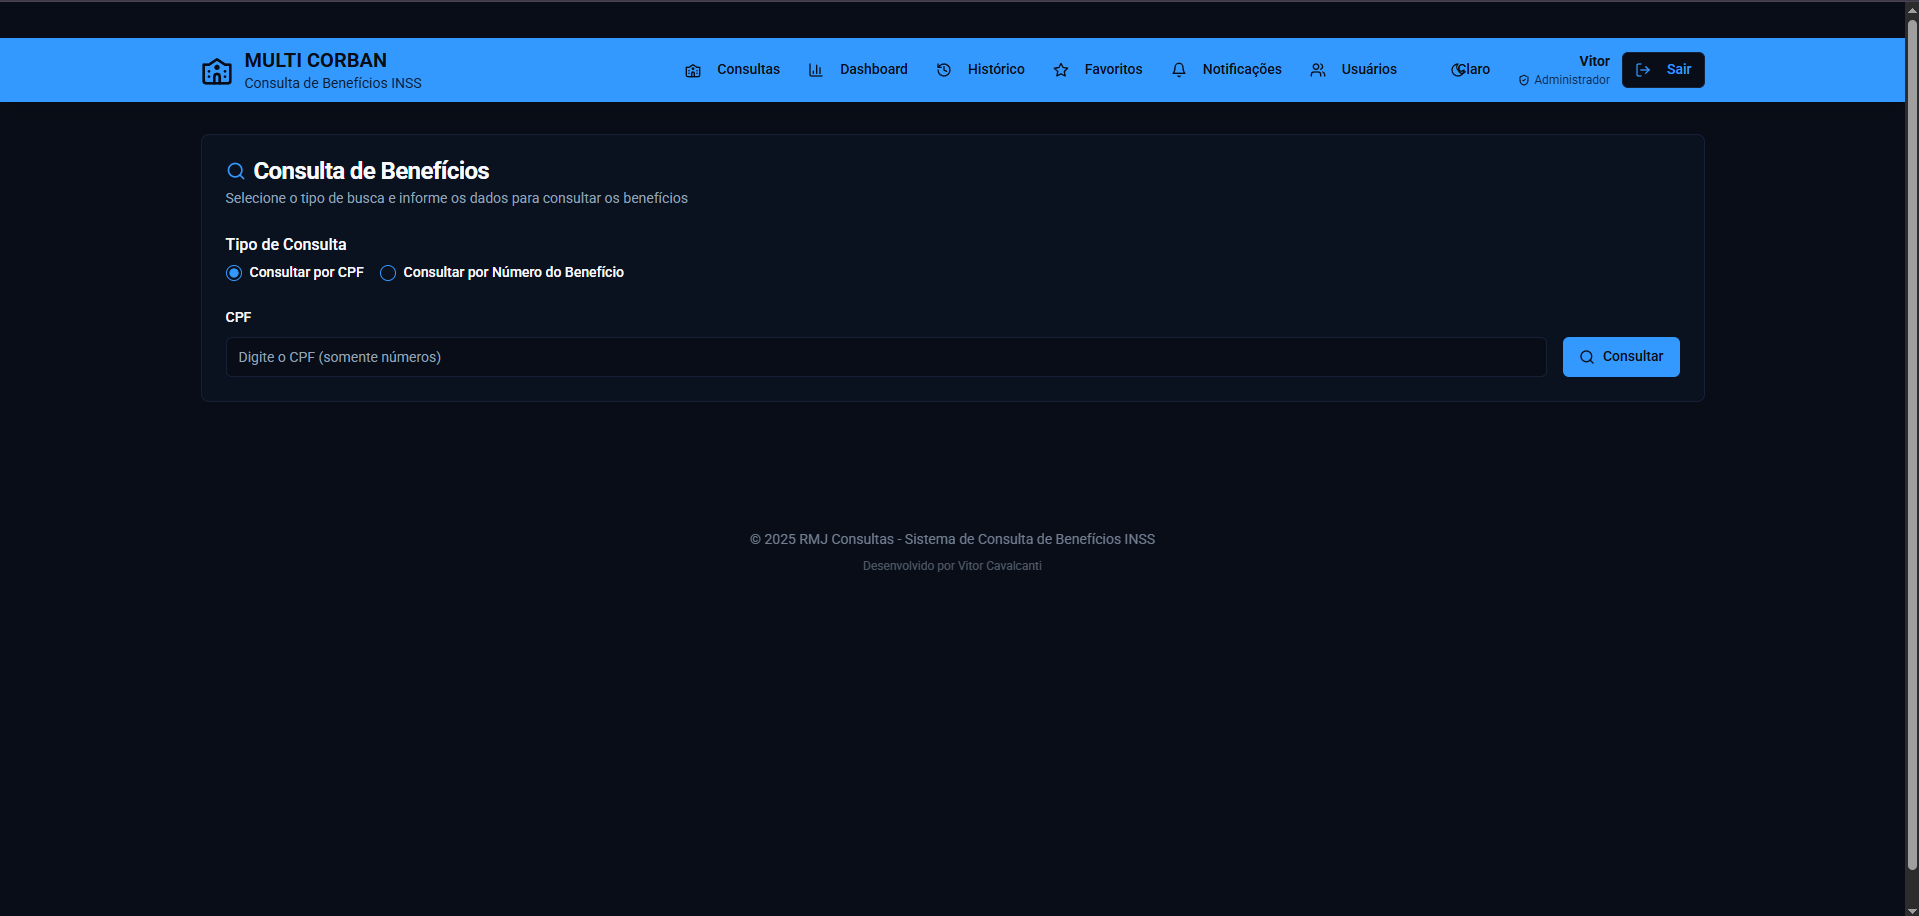 MULTI CORBAN
Consulta de Benefícios INSS
Consultas
Dashboard
Histórico
Favoritos
Notificações
Usuários
Claro
Vitor
Administrador
Sair
Consulta de Benefícios
Selecione o tipo de busca e informe os dados para consultar os benefícios
Tipo de Consulta
Consultar por CPF
Consultar por Número do Benefício
CPF
Digite o CPF (somente números)
Consultar
© 2025 RMJ Consultas - Sistema de Consulta de Benefícios INSS
Desenvolvido por Vitor Cavalcanti